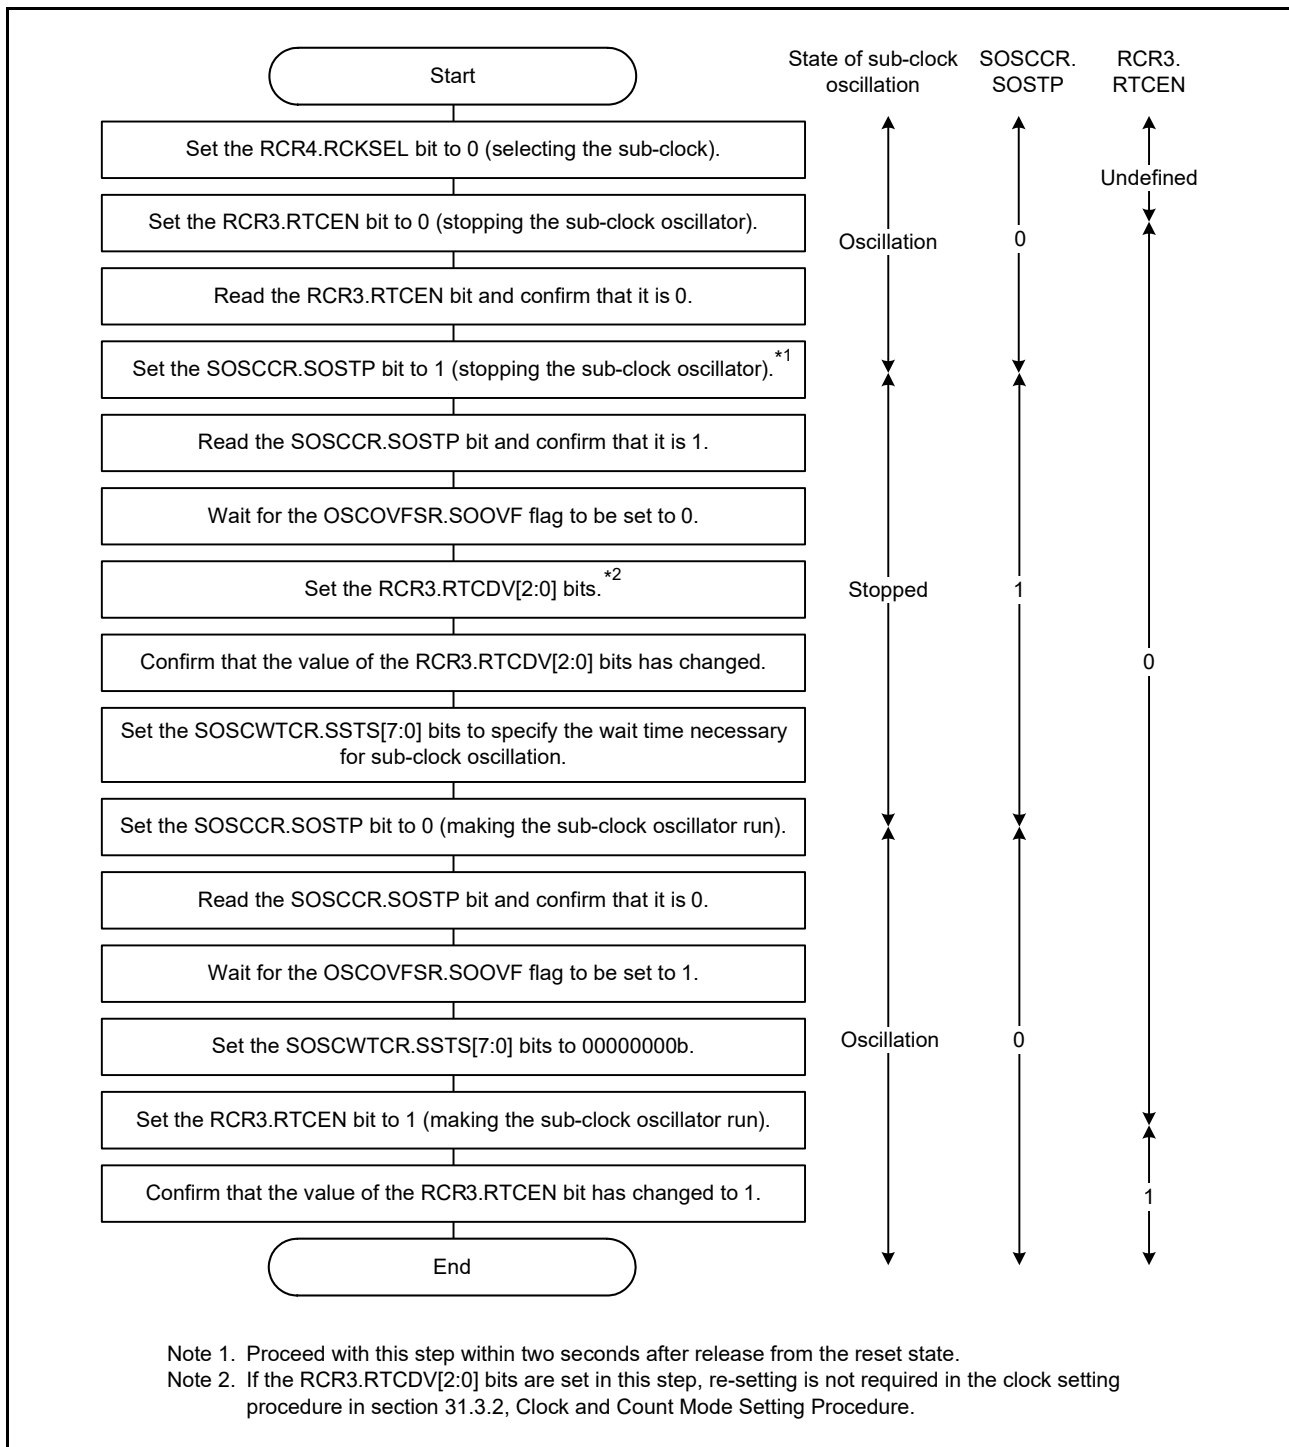 Start
State of sub-clock
oscillation
SOSCCR.
SOSTP
RCR3.
RTCEN
Set the RCR4.RCKSEL bit to 0 (selecting the sub-clock).
Undefined
Set the RCR3.RTCEN bit to 0 (stopping the sub-clock oscillator).
Oscillation
0
Read the RCR3.RTCEN bit and confirm that it is 0.
Set the SOSCCR.SOSTP bit to 1 (stopping the sub-clock oscillator).*1
Read the SOSCCR.SOSTP bit and confirm that it is 1.
Wait for the OSCOVFSR.SOOVF flag to be set to 0.
Set the RCR3.RTCDV[2:0] bits.*2
Stopped
1
Confirm that the value of the RCR3.RTCDV[2:0] bits has changed.
0
Set the SOSCWTCR.SSTS[7:0] bits to specify the wait time necessary
for sub-clock oscillation.
Set the SOSCCR.SOSTP bit to 0 (making the sub-clock oscillator run).
Read the SOSCCR.SOSTP bit and confirm that it is 0.
Wait for the OSCOVFSR.SOOVF flag to be set to 1.
Set the SOSCWTCR.SSTS[7:0] bits to 00000000b.
Oscillation
0
Set the RCR3.RTCEN bit to 1 (making the sub-clock oscillator run).
Confirm that the value of the RCR3.RTCEN bit has changed to 1.
1
End
Note 1. Proceed with this step within two seconds after release from the reset state.
Note 2. If the RCR3.RTCDV[2:0] bits are set in this step, re-setting is not required in the clock setting
procedure in section 31.3.2, Clock and Count Mode Setting Procedure.